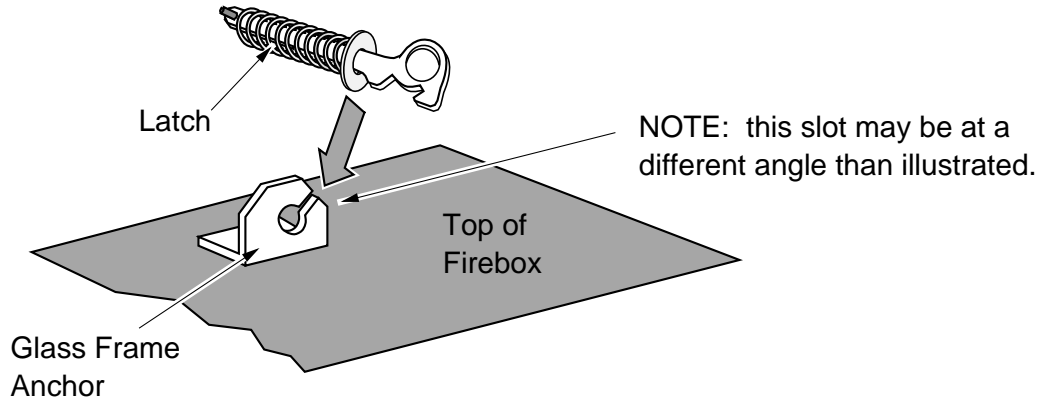 Latch
NOTE:  this slot may be at a
different angle than illustrated.
Top of
Firebox
Glass Frame
Anchor